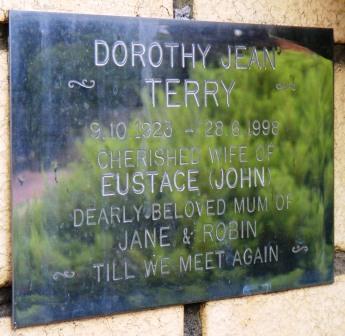 DOROTHY JEAN
~ TERRY ~
9.10.1923 - 28.6.1998
CHERISHED WIFE OF
EUSTACE (JOHN)
DEARLY BELOVED MUM OF
JANE & ROBIN
~ TILL WE MEET AGAIN ~